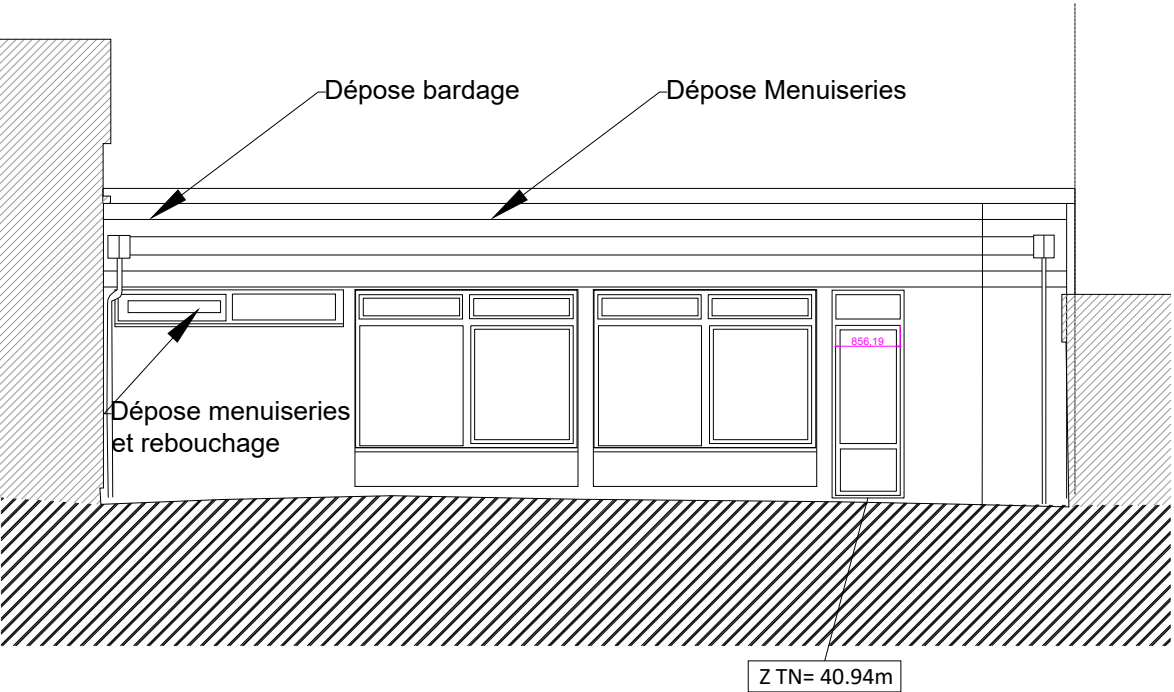 Dépose bardage
Dépose Menuiseries
856,19
Dépose menuiseries
et rebouchage
Z TN= 40.94m